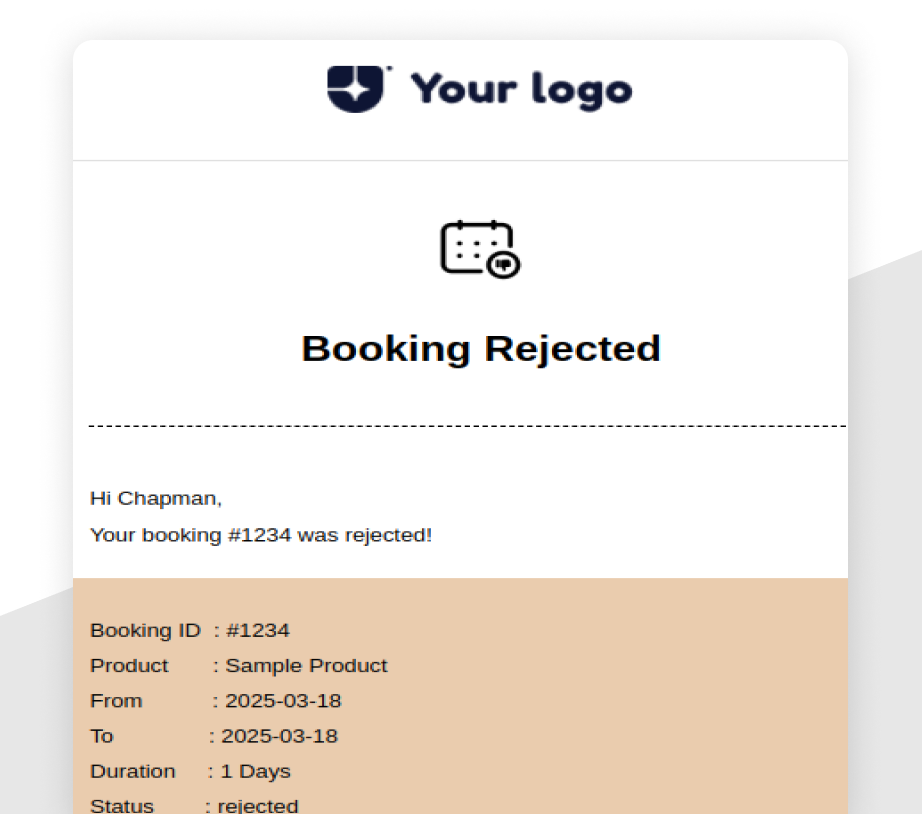 Your logo
Booking Rejected
Hi Chapman,
Your booking #1234 was rejected!
Booking ID : #1234
Product : Sample Product
From : 2025-03-18
To : 2025-03-18
Duration : 1 Days
Status : rejected